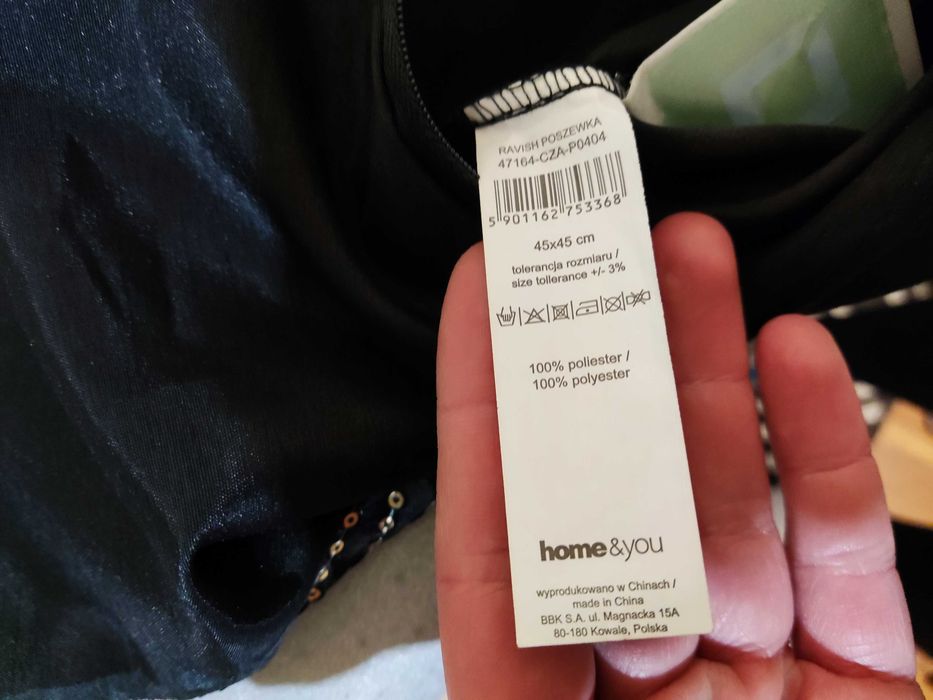 RAVISH POSZEWKA
47164-CZA-P0404
5 901162 753368
45x45 cm
tolerancja rozmiaru /
size tollerance +/- 3%
100% poliester /
100% polyester
home&you
wyprodukowano w Chinach /
made in China
BBK S.A. ul. Magnacka 15A
80-180 Kowale, Polska